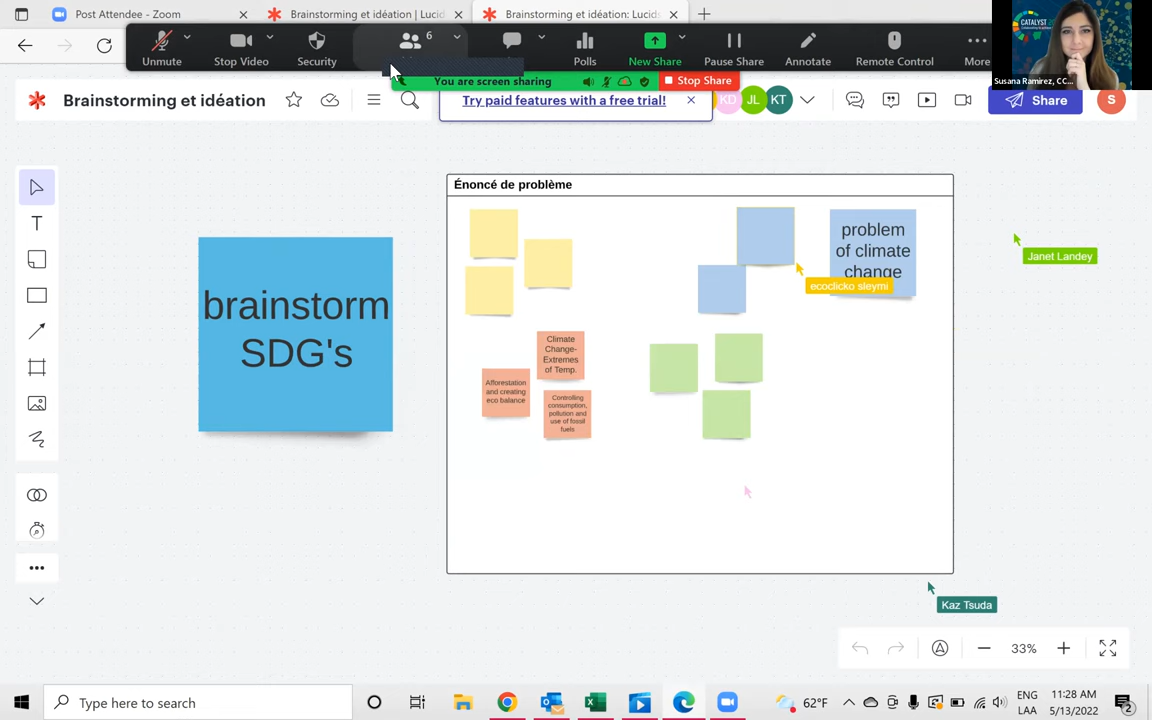 Post Attendee - Zoom
Brainstorming et idéation | Lucid
Brainstorming et idéation: Lucids
Unmute
Stop Video
Security
6
Polls
New Share
Pause Share
Annotate
Remote Control
More
CATALYST
Susana Ramirez, CC...
You are screen sharing
Stop Share
Brainstorming et idéation
Try paid features with a free trial!
KD
JL
KT
Share
S
T
Énoncé de problème
brainstorm
SDG's
problem
of climate
change
ecoclicko sleymi
Janet Landey
Climate
Change-
Extremes
of Temp.
Afforestation
and creating
eco balance
Controlling
consumption,
pollution and
use of fossil
fuels
Kaz Tsuda
33%
Type here to search
62°F
ENG
LAA
11:28 AM
5/13/2022
2